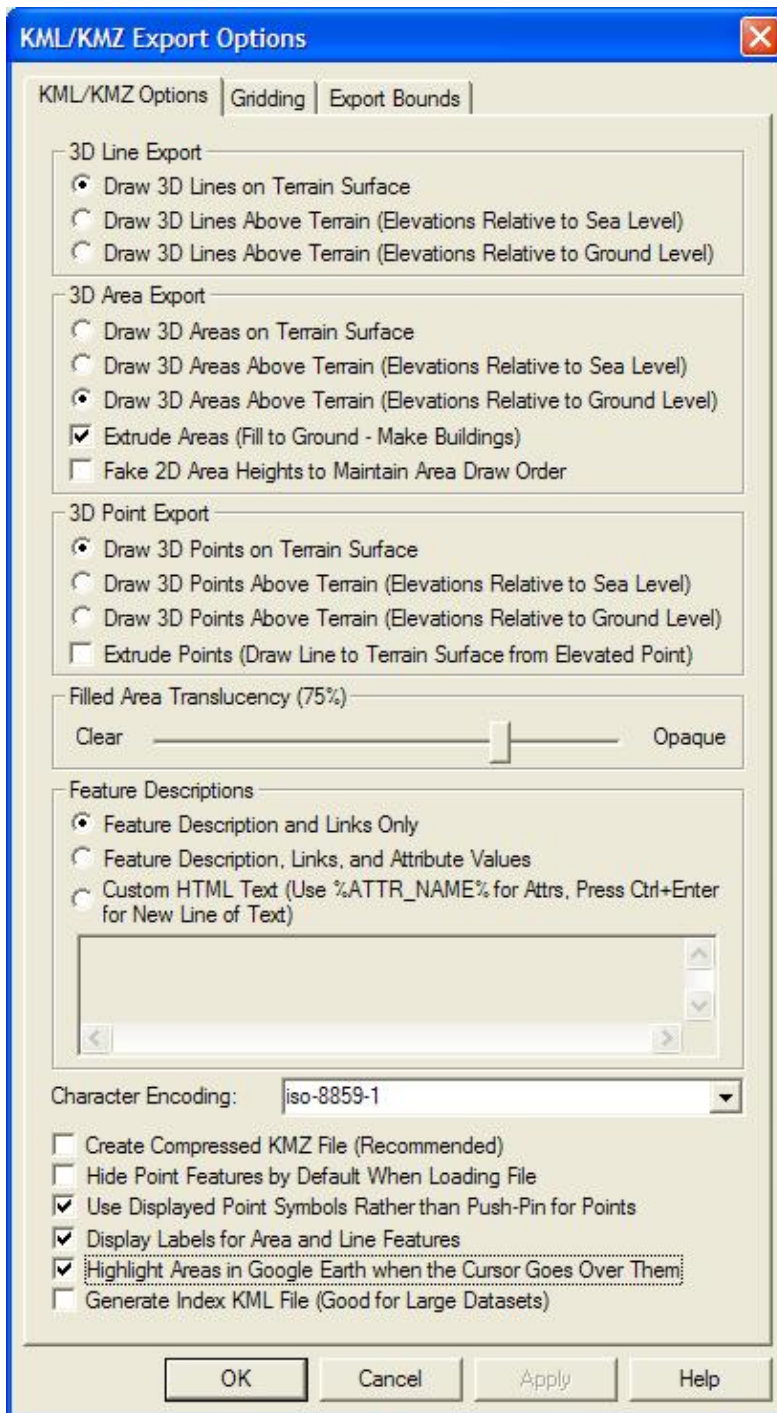 KML/KMZ Export Options
KML/KMZ Options
Gridding
Export Bounds
3D Line Export
Draw 3D Lines on Terrain Surface
Draw 3D Lines Above Terrain (Elevations Relative to Sea Level)
Draw 3D Lines Above Terrain (Elevations Relative to Ground Level)
3D Area Export
Draw 3D Areas on Terrain Surface
Draw 3D Areas Above Terrain (Elevations Relative to Sea Level)
Draw 3D Areas Above Terrain (Elevations Relative to Ground Level)
Extrude Areas (Fill to Ground - Make Buildings)
Fake 2D Area Heights to Maintain Area Draw Order
3D Point Export
Draw 3D Points on Terrain Surface
Draw 3D Points Above Terrain (Elevations Relative to Sea Level)
Draw 3D Points Above Terrain (Elevations Relative to Ground Level)
Extrude Points (Draw Line to Terrain Surface from Elevated Point)
Filled Area Translucency (75%)
Clear
Opaque
Feature Descriptions
Feature Description and Links Only
Feature Description, Links, and Attribute Values
Custom HTML Text (Use %ATTR_NAME% for Attrs, Press Ctrl+Enter
for New Line of Text)
Character Encoding:
iso-8859-1
Create Compressed KMZ File (Recommended)
Hide Point Features by Default When Loading File
Use Displayed Point Symbols Rather than Push-Pin for Points
Display Labels for Area and Line Features
Highlight Areas in Google Earth when the Cursor Goes Over Them
Generate Index KML File (Good for Large Datasets)
OK
Cancel
Apply
Help